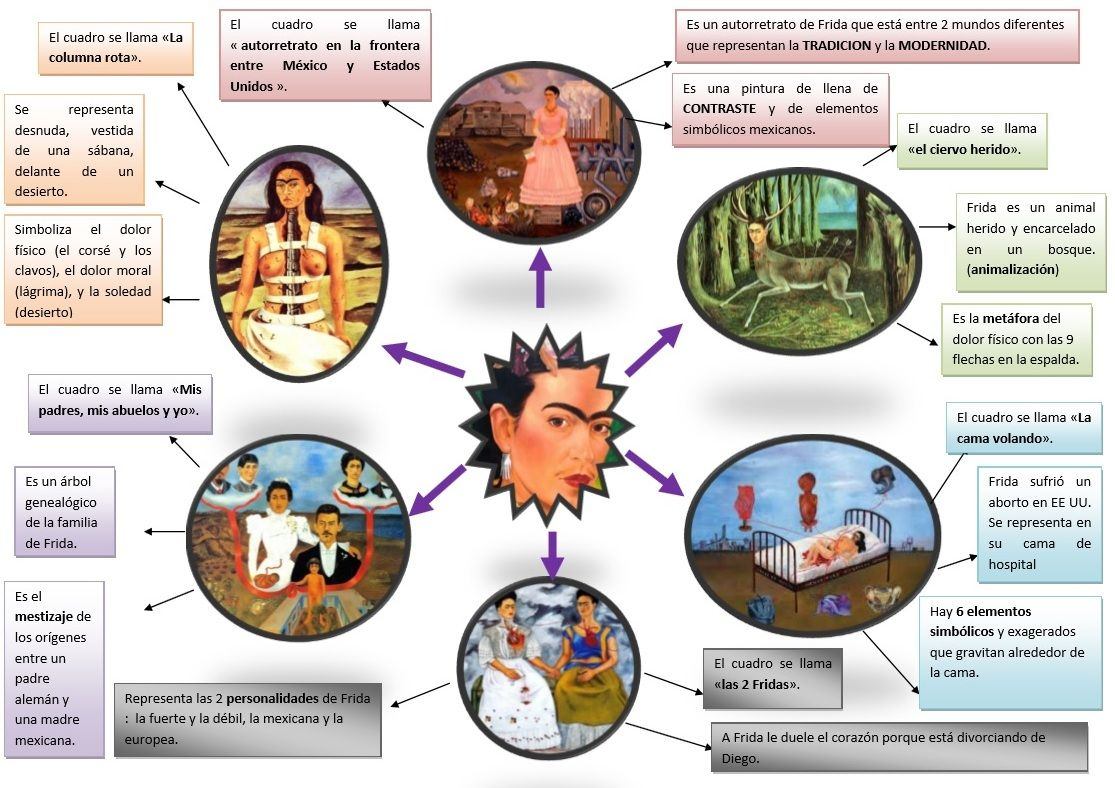 El cuadro se llama «La
columna rota».
Se representa
desnuda, vestida
de una sábana,
delante de un
desierto.
Simboliza el dolor
físico (el corsé y los
clavos), el dolor moral
(lágrima), y la soledad
(desierto)
El cuadro se llama
« autorretrato en la frontera
entre México y Estados
Unidos ».
Es un autorretrato de Frida que está entre 2 mundos diferentes
que representan la TRADICION y la MODERNIDAD.
Es una pintura de llena de
CONTRASTE y de elementos
simbólicos mexicanos.
El cuadro se llama
«el ciervo herido».
Frida es un animal
herido y encarcelado
en un bosque.
(animalización)
Es la metáfora del
dolor físico con las 9
flechas en la espalda.
El cuadro se llama «Mis
padres, mis abuelos y yo».
Es un árbol
genealógico
de la familia
de Frida.
Es el
mestizaje de
los orígenes
entre un
padre
alemán y
una madre
mexicana.
El cuadro se llama «La
cama volando».
Frida sufrió un
aborto en EE UU.
Se representa en
su cama de
hospital
Hay 6 elementos
simbólicos y exagerados
que gravitan alrededor de
la cama.
Representa las 2 personalidades de Frida
: la fuerte y la débil, la mexicana y la
europea.
El cuadro se llama
«las 2 Fridas».
A Frida le duele el corazón porque está divorciando de
Diego.